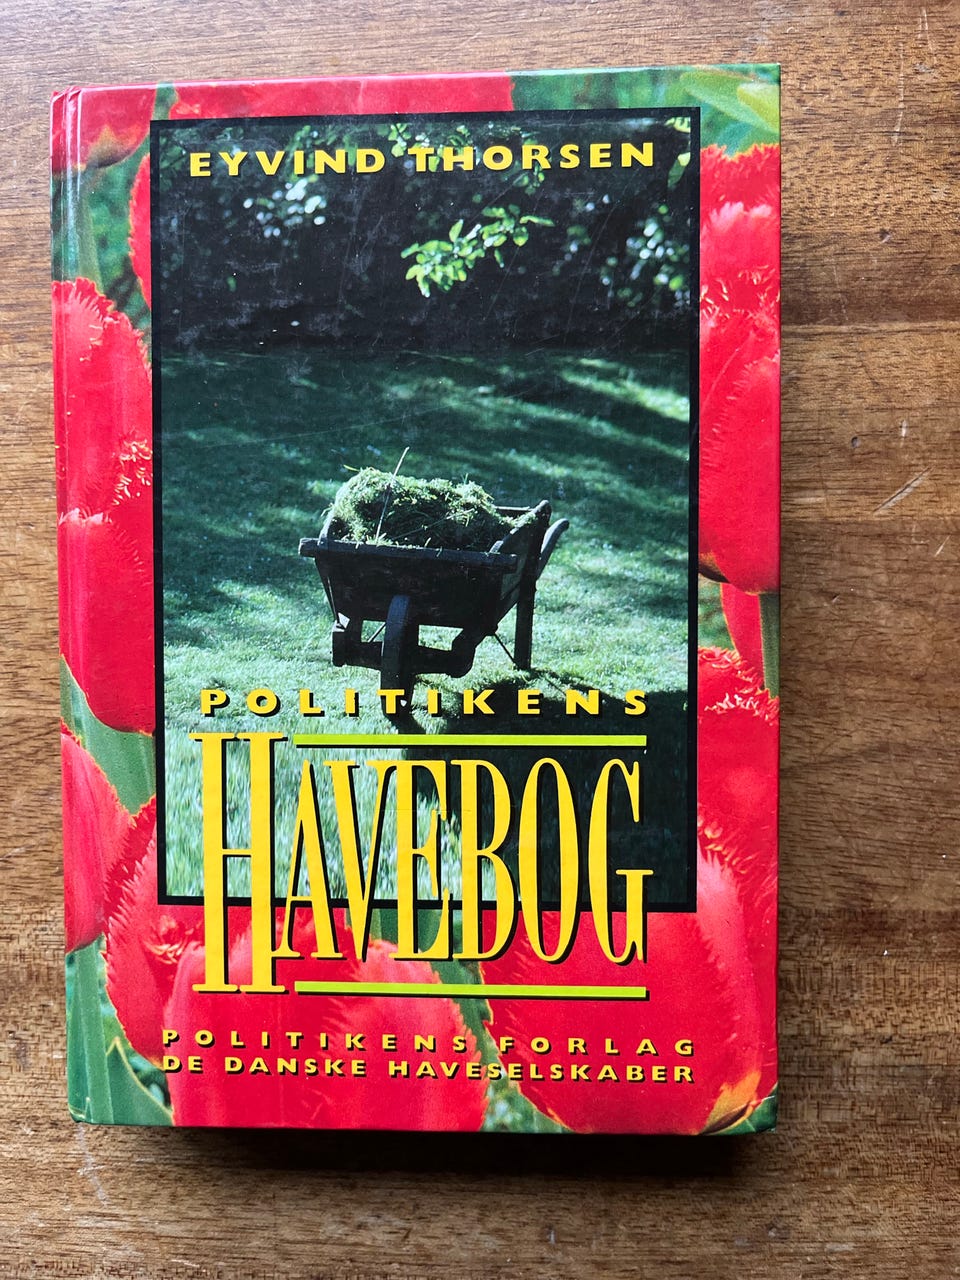 EYVIND THORSEN
POLITIKENS
HAVEBOG
POLITIKENS FORLAG
DE DANSKE HAVESELSKABER